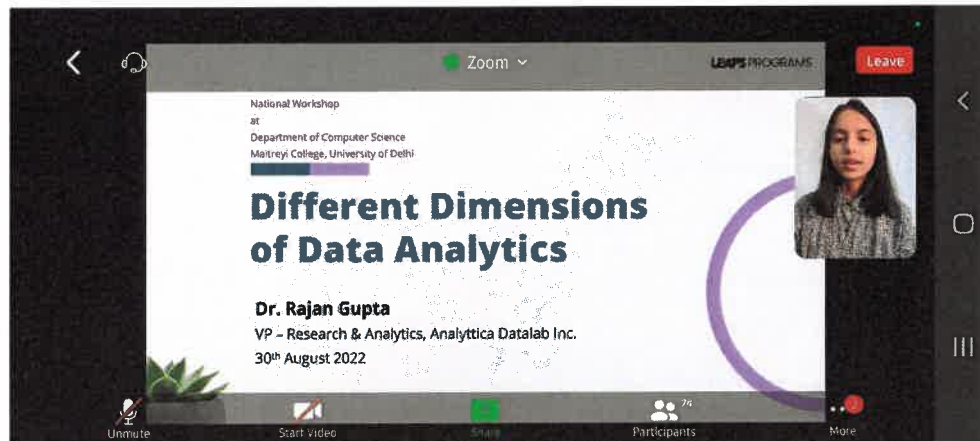 Zoom
LEAPS PROGRAMS
Leave
National Workshop
at
Department of Computer Science
Maitreyi College, University of Delhi
Different Dimensions
of Data Analytics
Dr. Rajan Gupta
VP – Research & Analytics, Analyttica Datalab Inc.
30th August 2022
Unmute
Start Video
Share
Participants
More